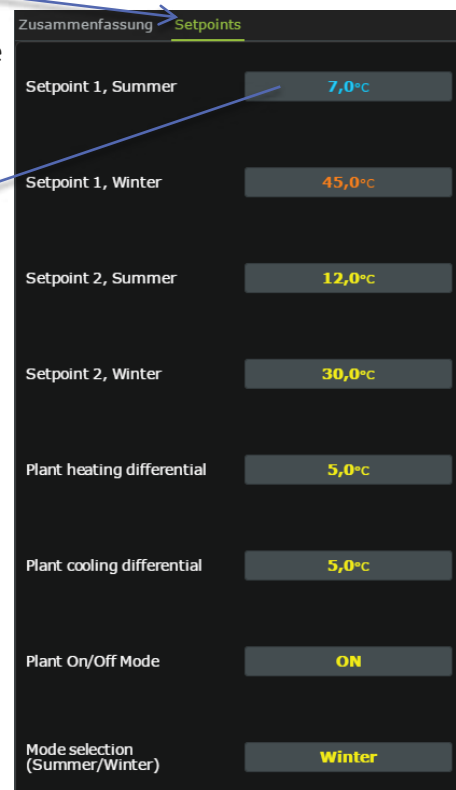 Zusammenfassung Setpoints
e
Setpoint 1, Summer 7,0°C
Setpoint 1, Winter 45,0°C
Setpoint 2, Summer 12,0°C
Setpoint 2, Winter 30,0°C
Plant heating differential 5,0°C
Plant cooling differential 5,0°C
Plant On/Off Mode ON
Mode selection
(Summer/Winter) Winter